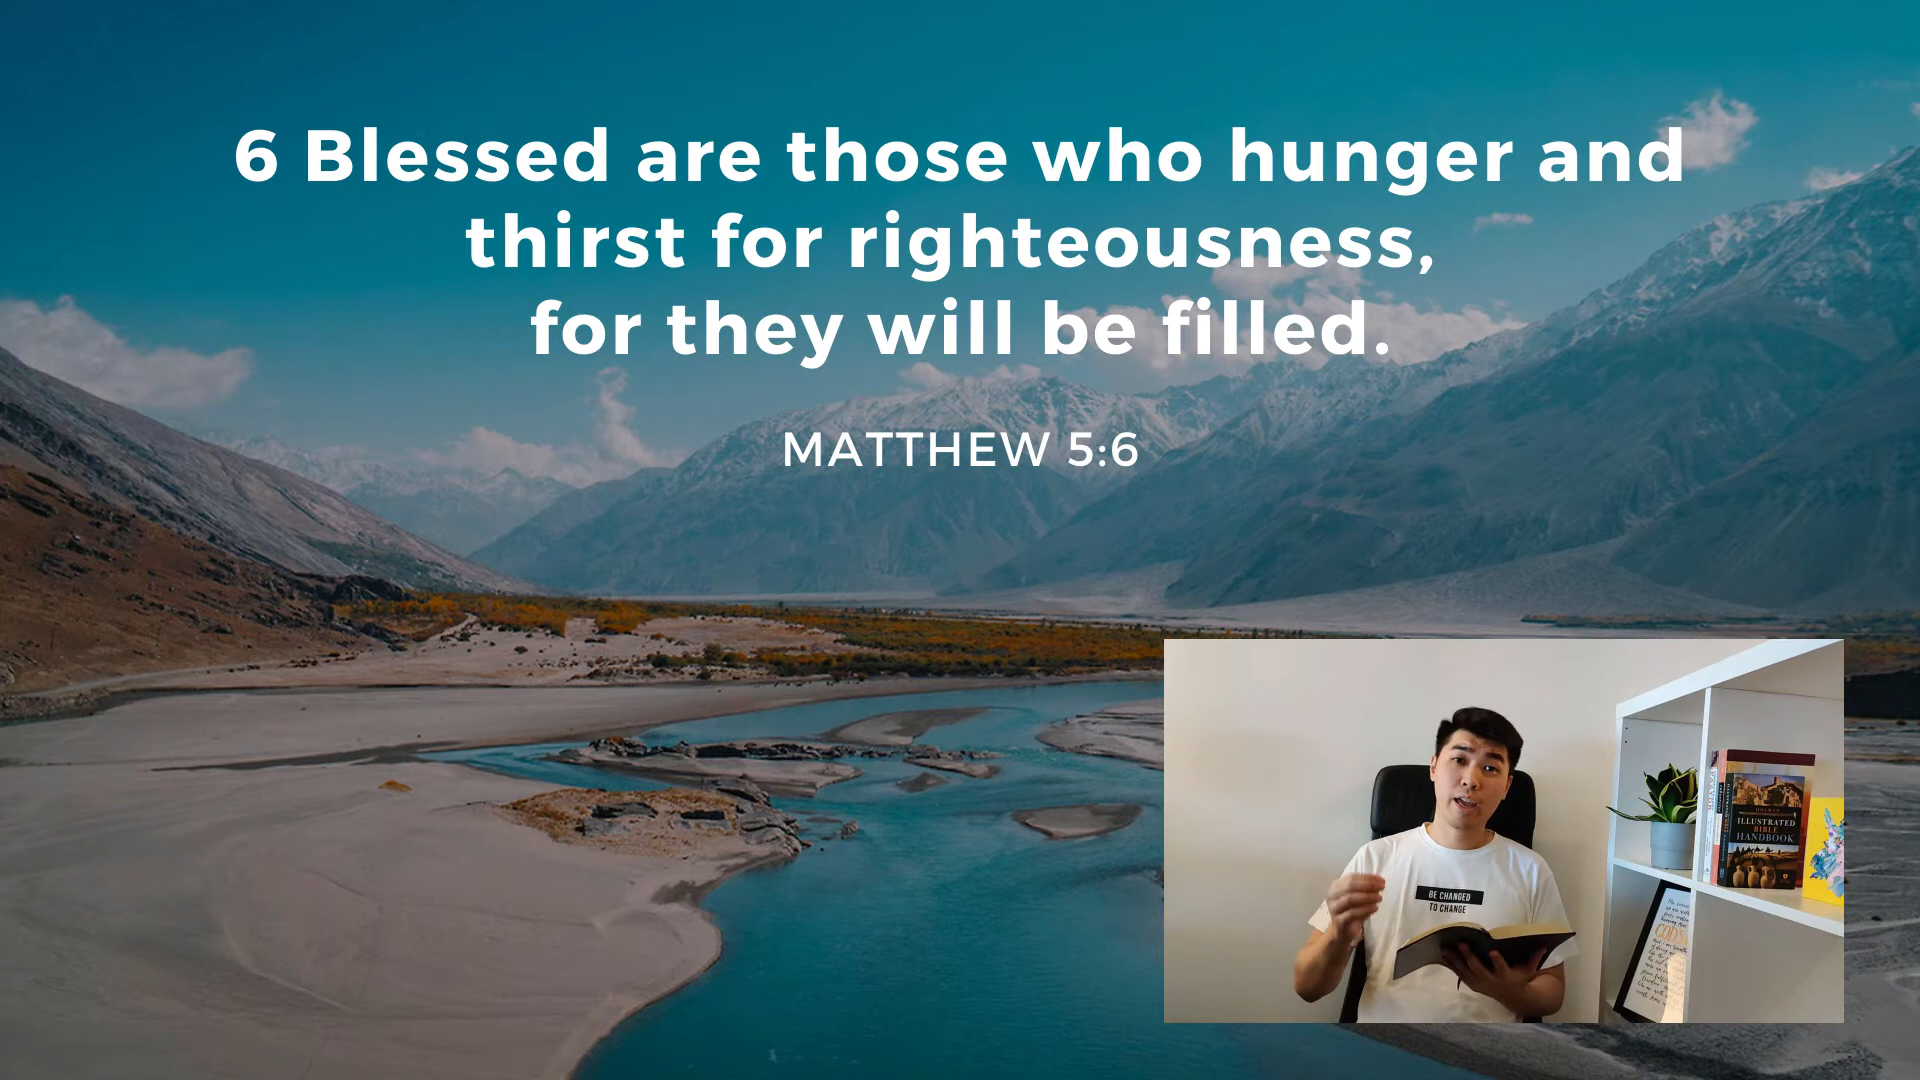 6 Blessed are those who hunger and
thirst for righteousness,
for they will be filled.
MATTHEW 5:6
BE CHANGED
TO CHANGE
HOLMAN
ILLUSTRATED
BIBLE
HANDBOOK